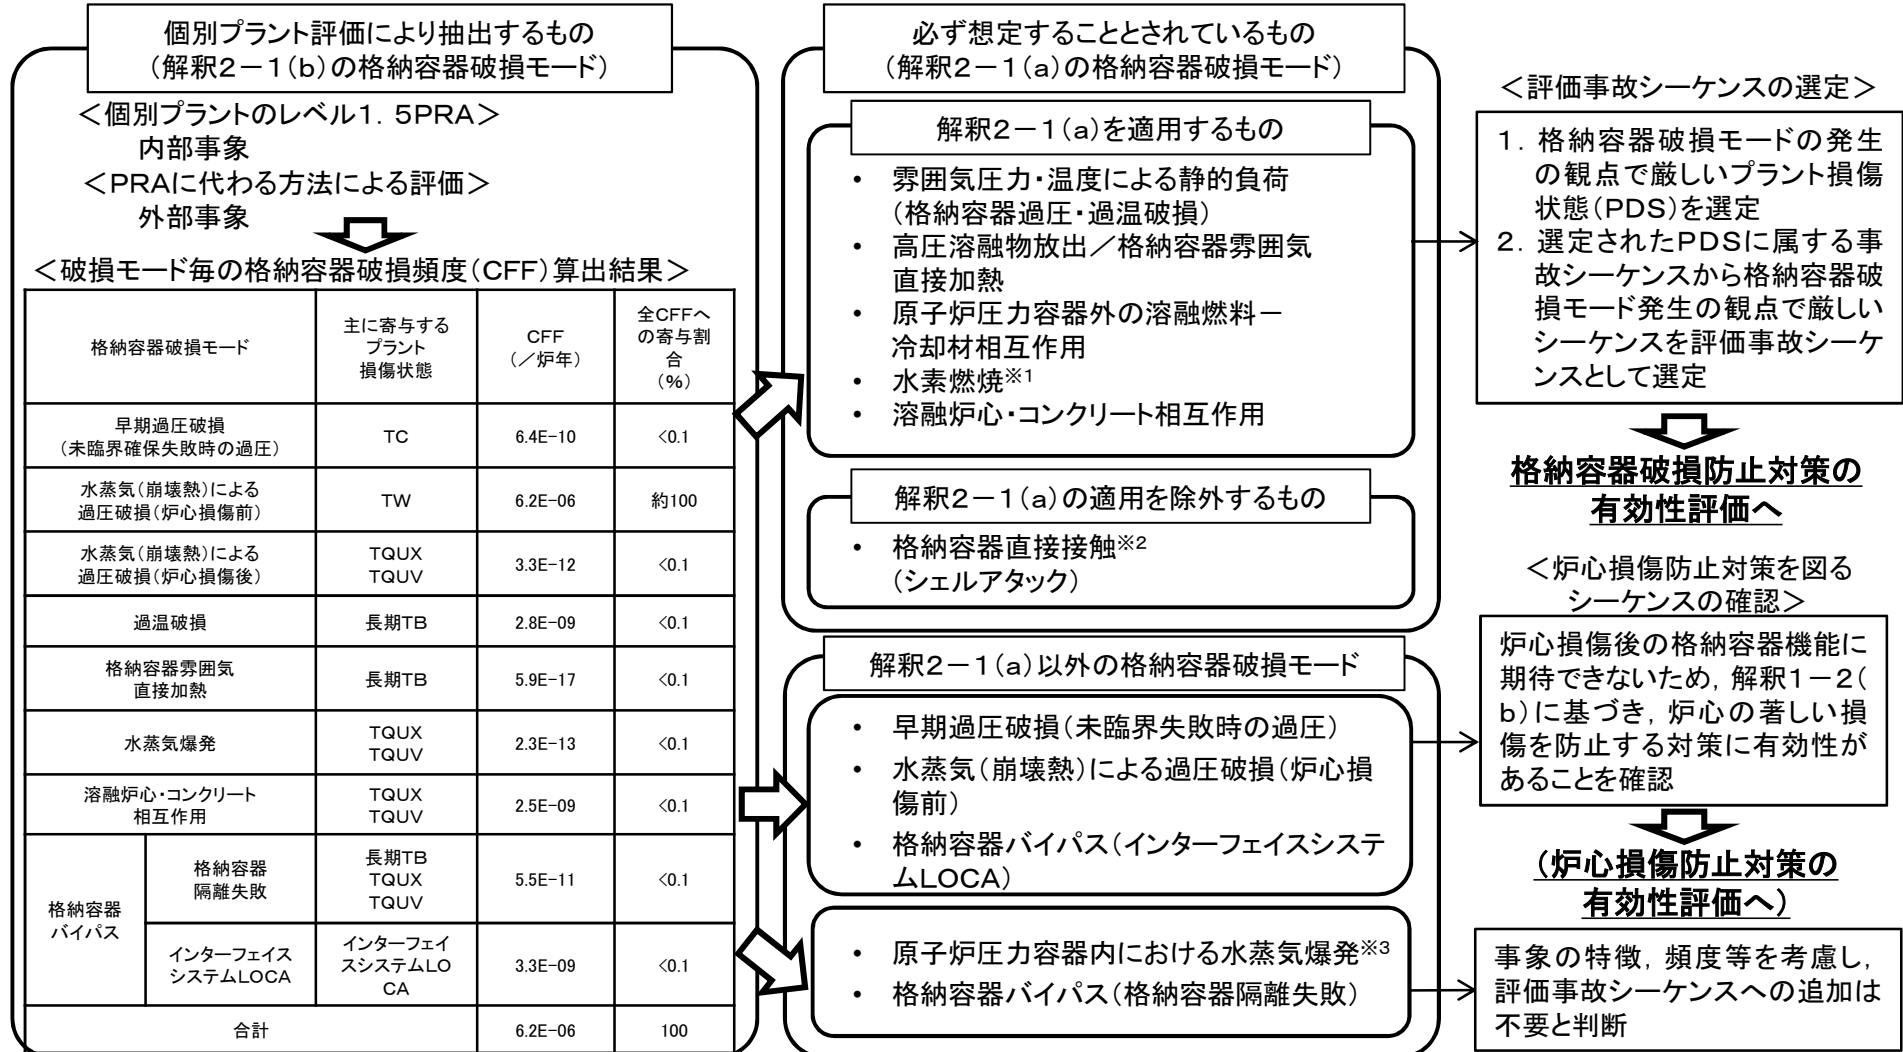 個別プラント評価により抽出するもの
（解釈２－１（ｂ）の格納容器破損モード）
＜個別プラントのレベル１．５ＰＲＡ＞
内部事象
＜ＰＲＡに代わる方法による評価＞
外部事象
＜破損モード毎の格納容器破損頻度（ＣＦＦ）算出結果＞
格納容器破損モード
主に寄与する
プラント
損傷状態
CFF
（／炉年）
全ＣＦＦへ
の寄与割
合
（％）
早期過圧破損
（未臨界確保失敗時の過圧）
TC
6.4E-10
<0.1
水蒸気（崩壊熱）による
過圧破損（炉心損傷前）
TW
6.2E-06
約100
水蒸気（崩壊熱）による
過圧破損（炉心損傷後）
TQUX
TQUV
3.3E-12
<0.1
過温破損
長期ＴＢ
2.8E-09
<0.1
格納容器雰囲気
直接加熱
長期ＴＢ
5.9E-17
<0.1
水蒸気爆発
TQUX
TQUV
2.3E-13
<0.1
溶融炉心・コンクリート
相互作用
TQUX
TQUV
2.5E-09
<0.1
格納容器
バイパス
格納容器
隔離失敗
長期ＴＢ
TQUX
TQUV
5.5E-11
<0.1
インターフェイス
システムＬＯＣＡ
インターフェイ
スシステムＬＯ
ＣＡ
3.3E-09
<0.1
合計
6.2E-06
100
必ず想定することとされているもの
（解釈２－１（ａ）の格納容器破損モード）
解釈２－１（ａ）を適用するもの
・ 雰囲気圧力・温度による静的負荷
（格納容器過圧・過温破損）
・ 高圧溶融物放出／格納容器雰囲気
直接加熱
・ 原子炉圧力容器外の溶融燃料－
冷却材相互作用
・ 水素燃焼※1
・ 溶融炉心・コンクリート相互作用
解釈２－１（ａ）の適用を除外するもの
・ 格納容器直接接触※2
（シェルアタック）
解釈２－１（ａ）以外の格納容器破損モード
・ 早期過圧破損（未臨界失敗時の過圧）
・ 水蒸気（崩壊熱）による過圧破損（炉心損
傷前）
・ 格納容器バイパス（インターフェイスシステ
ムＬＯＣＡ）
・ 原子炉圧力容器内における水蒸気爆発※3
・ 格納容器バイパス（格納容器隔離失敗）
＜評価事故シーケンスの選定＞
１．格納容器破損モードの発生
の観点で厳しいプラント損傷
状態（ＰＤＳ）を選定
２．選定されたＰＤＳに属する事
故シーケンスから格納容器破
損モード発生の観点で厳しい
シーケンスを評価事故シーケ
ンスとして選定
格納容器破損防止対策の
有効性評価へ
＜炉心損傷防止対策を図る
シーケンスの確認＞
炉心損傷後の格納容器機能に
期待できないため，解釈１－２（
ｂ）に基づき，炉心の著しい損
傷を防止する対策に有効性が
あることを確認
（炉心損傷防止対策の
有効性評価へ）
事象の特徴，頻度等を考慮し，
評価事故シーケンスへの追加は
不要と判断